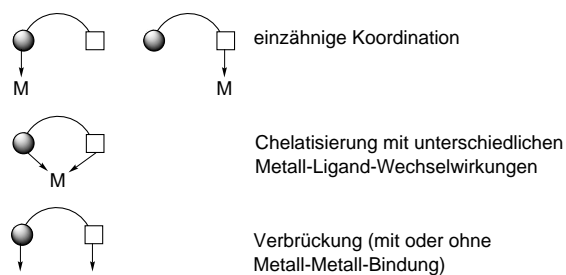 einzähnige Koordination
M
M
Chelatisierung mit unterschiedlichen
Metall-Ligand-Wechselwirkungen
M
Verbrückung (mit oder ohne
Metall-Metall-Bindung)